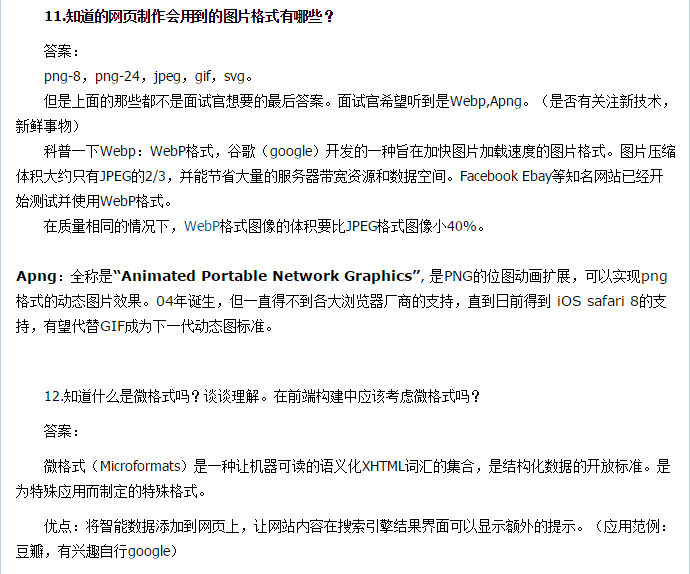 11.知道的网页制作会用到的图片格式有哪些？
答案：
png-8，png-24，jpeg，gif，svg。
但是上面的那些都不是面试官想要的最后答案。面试官希望听到是Webp,Apng。（是否有关注新技术，
新鲜事物）
科普一下Webp：WebP格式，谷歌（google）开发的一种旨在加快图片加载速度的图片格式。图片压缩
体积大约只有JPEG的2/3，并能节省大量的服务器带宽资源和数据空间。Facebook Ebay等知名网站已经开
始测试并使用WebP格式。
在质量相同的情况下，WebP格式图像的体积要比JPEG格式图像小40%。
Apng：全称是“Animated Portable Network Graphics”, 是PNG的位图动画扩展，可以实现png
格式的动态图片效果。04年诞生，但一直得不到各大浏览器厂商的支持，直到日前得到 iOS safari 8的支
持，有望代替GIF成为下一代动态图标准。
12.知道什么是微格式吗？谈谈理解。在前端构建中应该考虑微格式吗？
答案：
微格式（Microformats）是一种让机器可读的语义化XHTML词汇的集合，是结构化数据的开放标准。是
为特殊应用而制定的特殊格式。
优点：将智能数据添加到网页上，让网站内容在搜索引擎结果界面可以显示额外的提示。（应用范例：
豆瓣，有兴趣自行google）